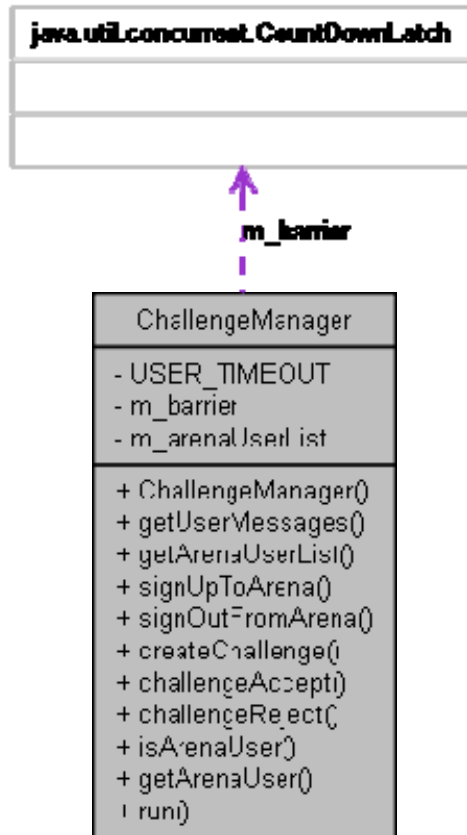 java.util.concurrent.CountDownLatch
m_barrier
ChallengeManager
- USER_TIMEOUT
- m_barrier
- m_arenaUserList
+ ChallengeManager()
+ getUserMessages()
+ getArenaUserList()
+ signUpToArena()
+ signOutFromArena()
+ createChallenge()
+ challengeAccept()
+ challengeReject()
+ isArenaUser()
+ getArenaUser()
+ run()